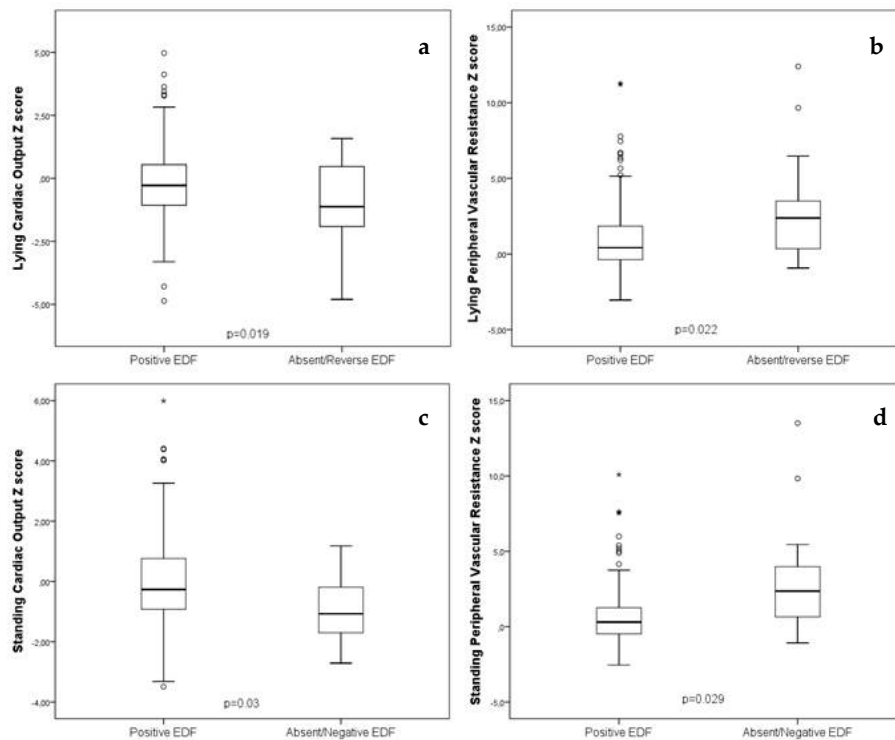 a
Lying Cardiac Output Z score
5,00
2,50
,00
-2,50
-5,00
p=0.019
Positive EDF
Absent/Reverse EDF
b
Lying Peripheral Vascular Resistance Z score
15,00
10,00
5,00
,00
-5,00
p=0.022
Positive EDF
Absent/reverse EDF
c
Standing Cardiac Output Z score
6,00
4,00
2,00
,00
-2,00
-4,00
p=0.03
Positive EDF
Absent/Negative EDF
d
Standing Peripheral Vascular Resistance Z score
15,0
10,0
5,0
,0
-5,0
p=0.029
Positive EDF
Absent/Negative EDF